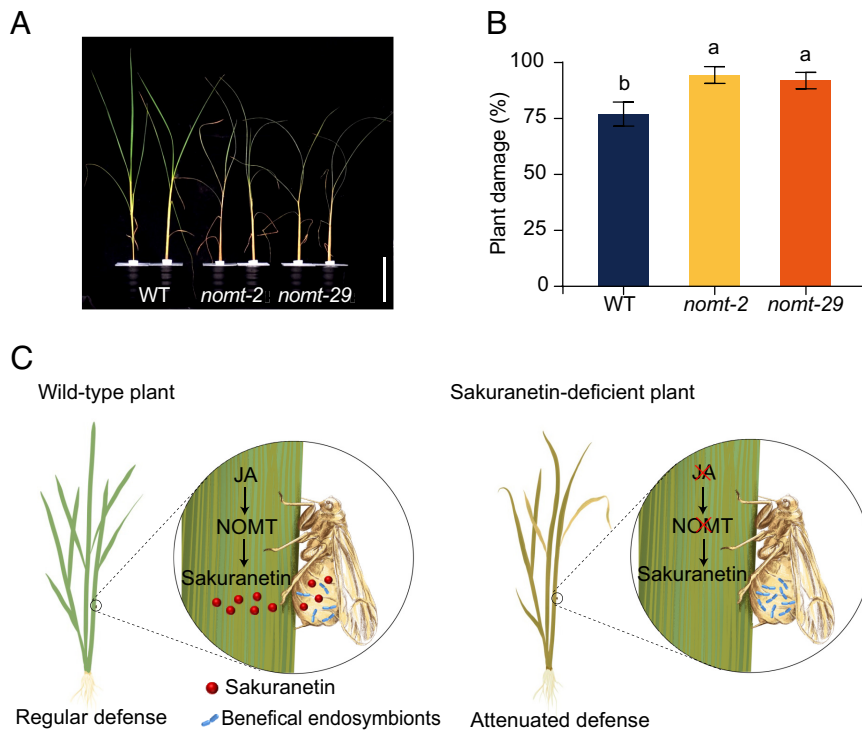 A
WT
nomt-2
nomt-29
B
Plant damage (%)
100
75
50
25
0
b
a
a
WT
nomt-2
nomt-29
C
Wild-type plant
Sakuranetin-deficient plant
JA
NOMT
Sakuranetin
JA
NOMT
Sakuranetin
Sakuranetin
Benefical endosymbionts
Regular defense
Attenuated defense